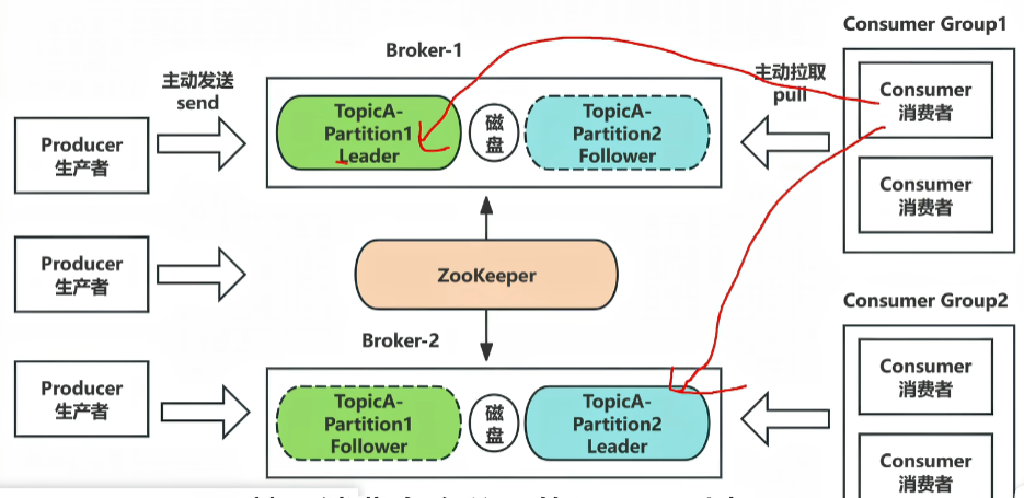 Consumer Group1
Broker-1
主动发送
send
主动拉取
pull
Producer
生产者
TopicA-
Partition1
Leader
磁
盘
TopicA-
Partition2
Follower
Consumer
消费者
Consumer
消费者
Producer
生产者
ZooKeeper
Consumer Group2
Broker-2
Producer
生产者
TopicA-
Partition1
Follower
磁
盘
TopicA-
Partition2
Leader
Consumer
消费者
Consumer
消费者